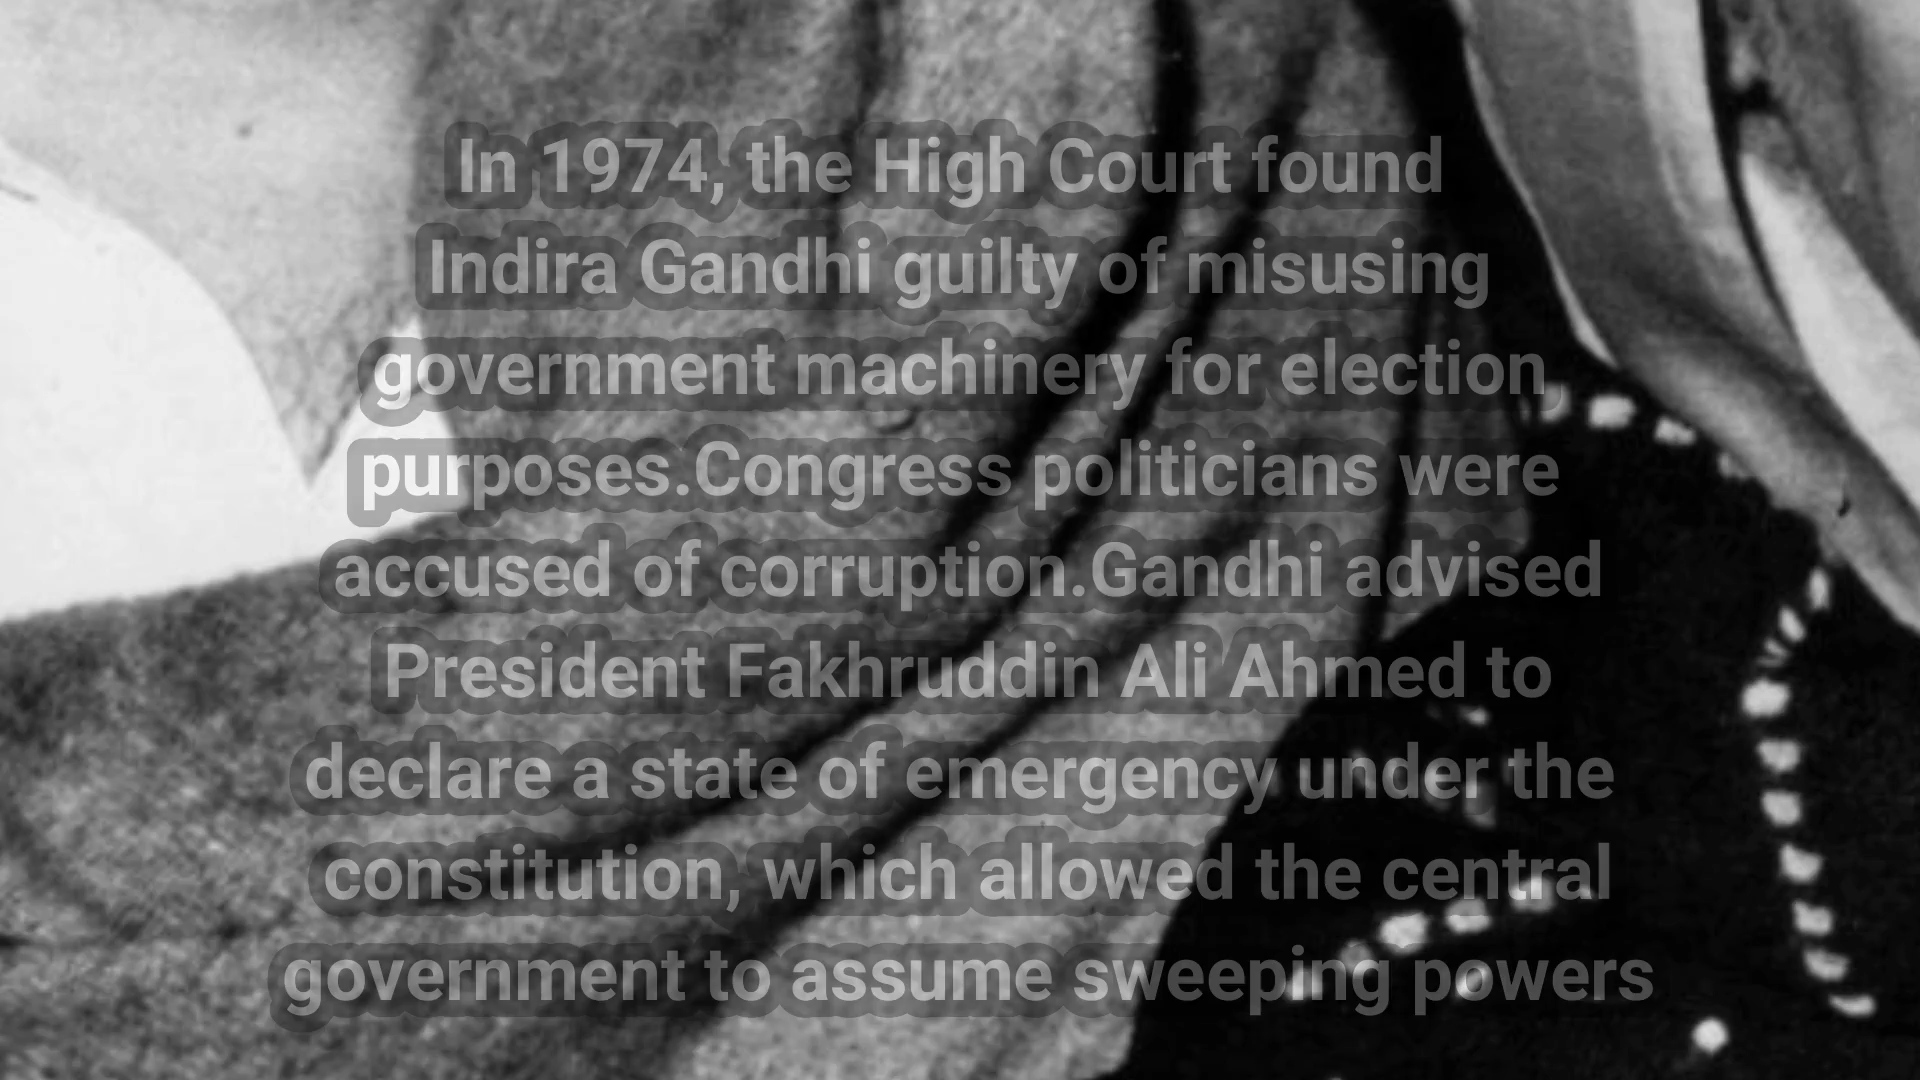 In 1974, the High Court found
Indira Gandhi guilty of misusing
government machinery for election
purposes.Congress politicians were
accused of corruption.Gandhi advised
President Fakhruddin Ali Ahmed to
declare a state of emergency under the
constitution, which allowed the central
government to assume sweeping powers